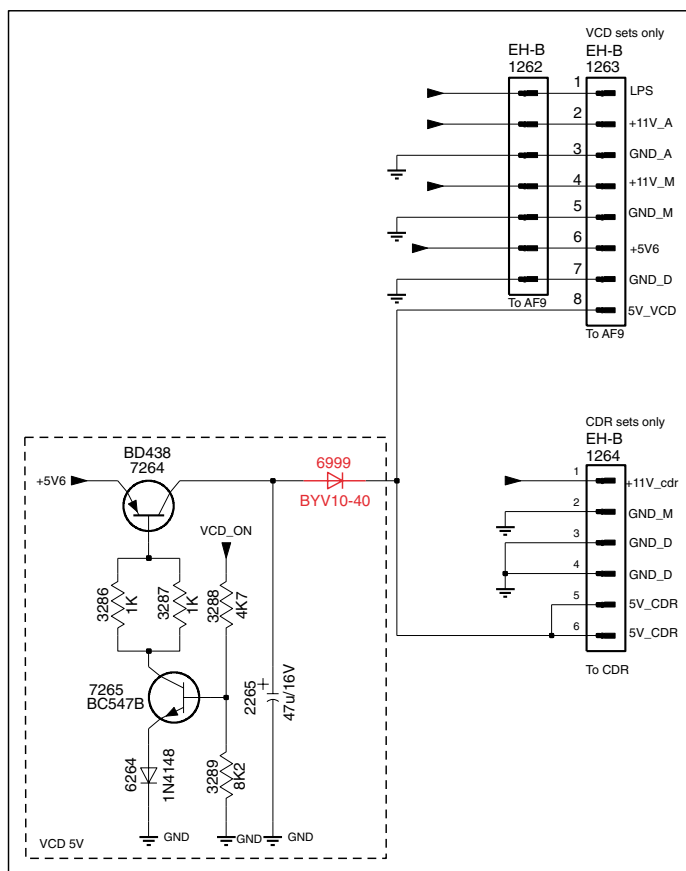 VCD sets only
EH-B
1262
EH-B
1263
1
LPS
2
+11V_A
3
GND_A
4
+11V_M
5
GND_M
6
+5V6
7
GND_D
8
5V_VCD
To AF9
To AF9
CDR sets only
EH-B
1264
1
+11V_cdr
2
GND_M
3
GND_D
4
GND_D
5
5V_CDR
6
5V_CDR
To CDR
BD438
7264
+5V6
6999
BYV10-40
VCD_ON
3286
1K
3287
1K
3288
4K7
7265
BC547B
2265
+
47u/16V
6264
1N4148
3289
8K2
GND
GND
GND
VCD 5V